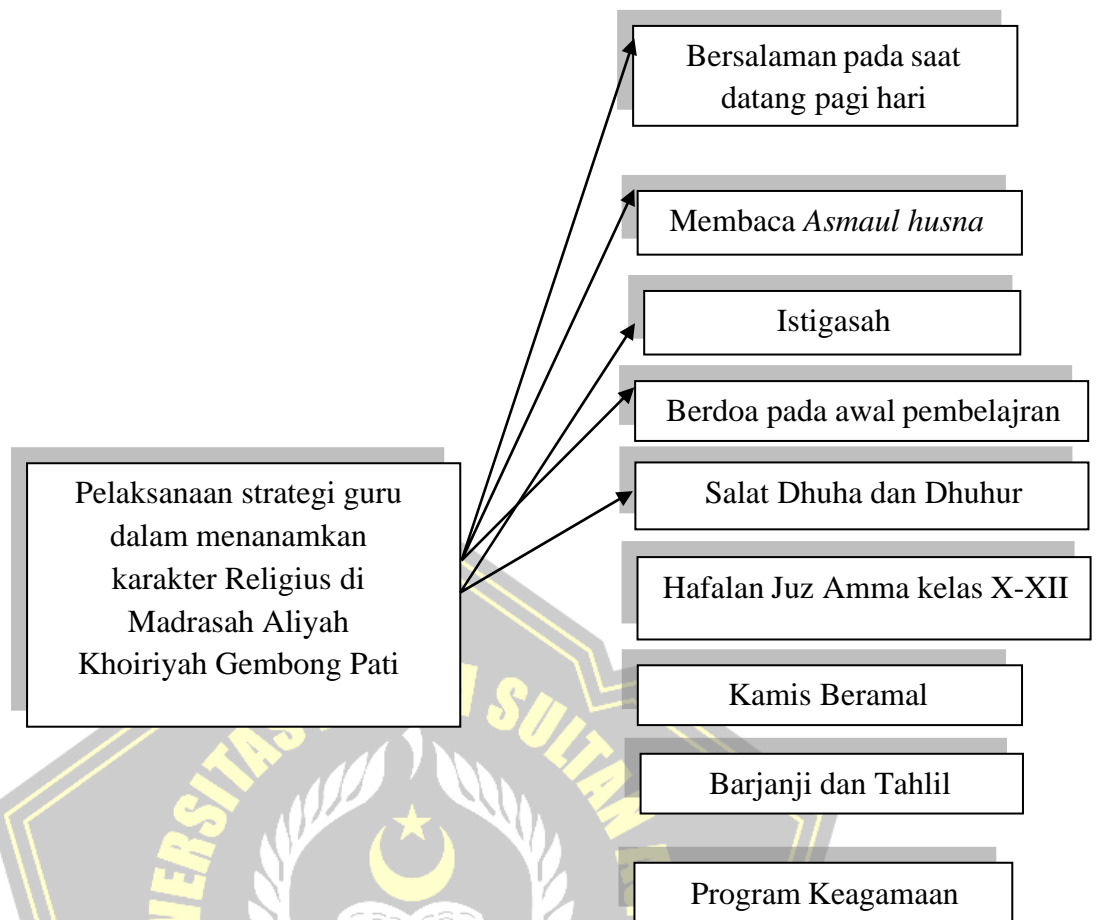 Bersalaman pada saat
datang pagi hari
Membaca Asmaul husna
Istigasah
Berdoa pada awal pembelajran
Salat Dhuha dan Dhuhur
Pelaksanaan strategi guru
dalam menanamkan
karakter Religius di
Madrasah Aliyah
Khoiriyah Gembong Pati
Hafalan Juz Amma kelas X-XII
Kamis Beramal
Barjanji dan Tahlil
Program Keagamaan
SULTAN